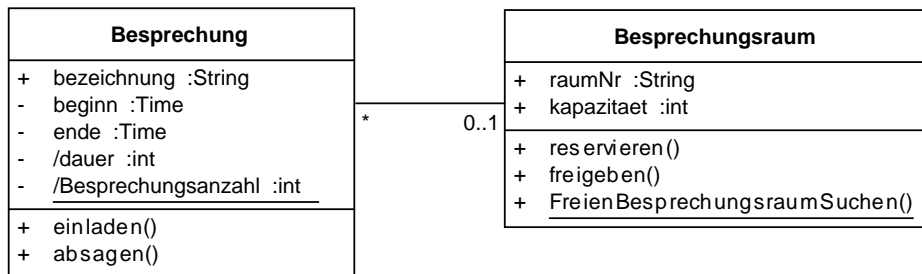 Besprechung
+ bezeichnung :String
- beginn :Time
- ende :Time
- /dauer :int
- /Besprechungsanzahl :int
+ einladen()
+ absagen()
* 0..1
Besprechungsraum
+ raumNr :String
+ kapazitaet :int
+ reservieren()
+ freigeben()
+ FreienBesprechungsraumSuchen()